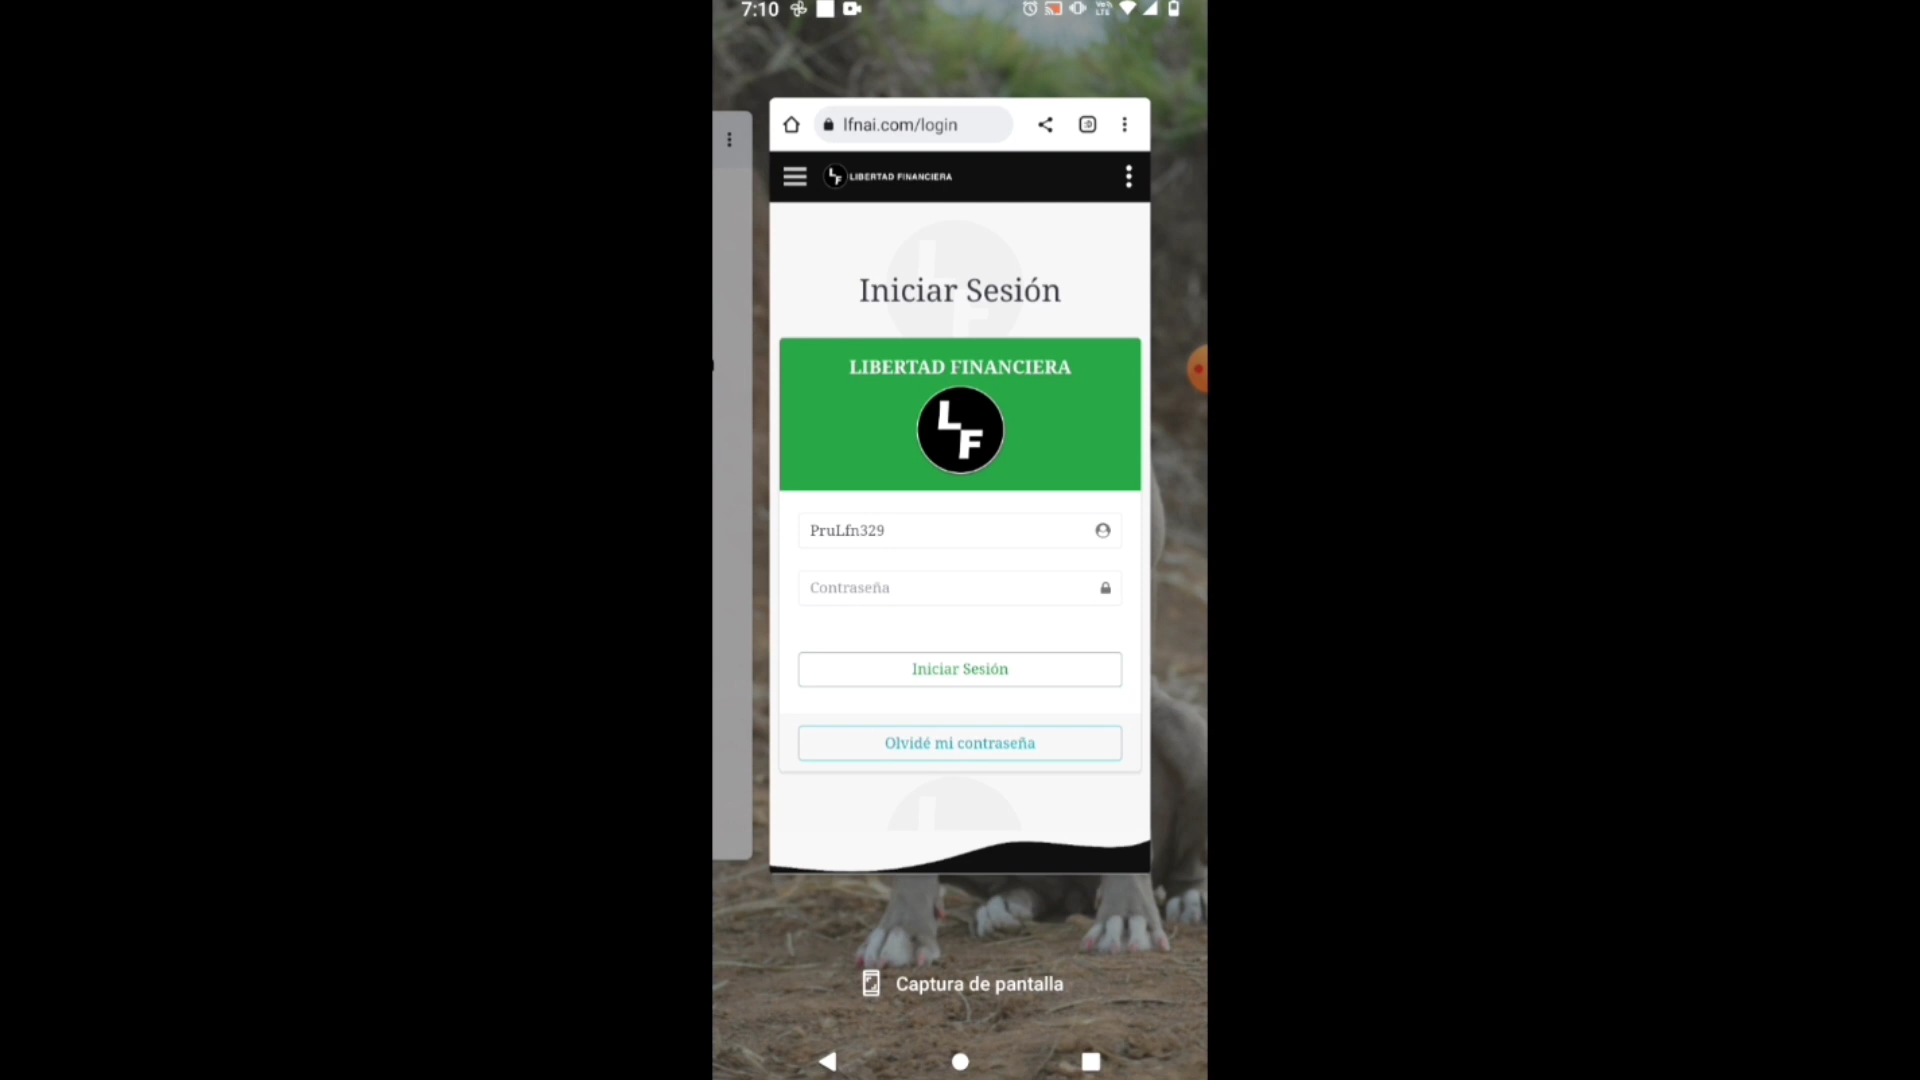 7:10
lfnai.com/login
LF LIBERTAD FINANCIERA
Iniciar Sesión
LIBERTAD FINANCIERA
LF
PruLfn329
Contraseña
Iniciar Sesión
Olvidé mi contraseña
Captura de pantalla